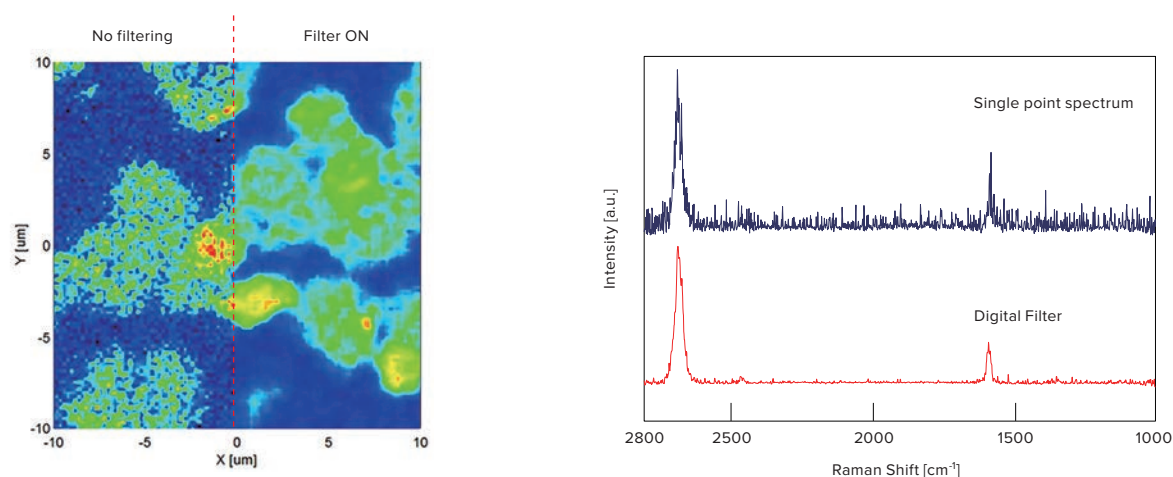 No filtering
Filter ON
10
5
0
-5
-10
Y [um]
-10
-5
0
5
10
X [um]
Single point spectrum
Digital Filter
Intensity [a.u.]
2800
2500
2000
1500
1000
Raman Shift [cm⁻¹]